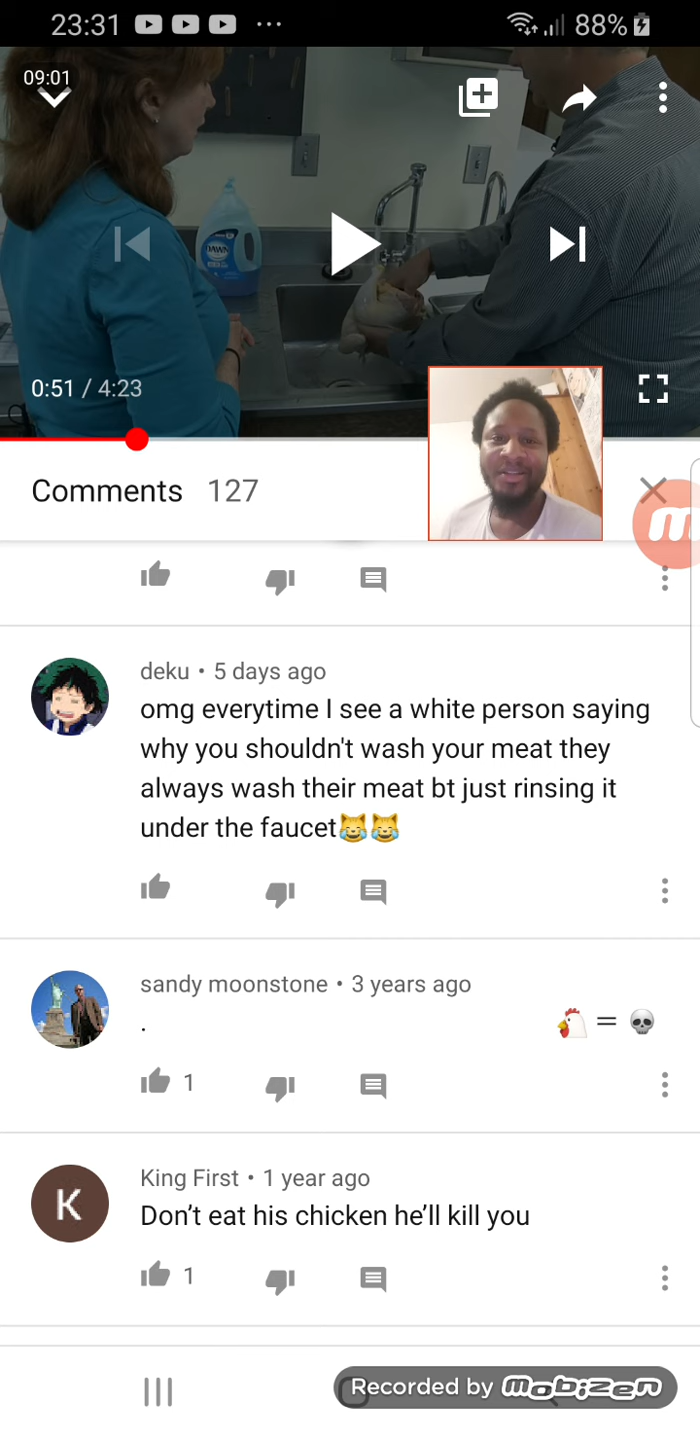 23:31
88%
09:01
DAWN
0:51 / 4:23
Comments 127
m
deku • 5 days ago
omg everytime I see a white person saying
why you shouldn't wash your meat they
always wash their meat bt just rinsing it
under the faucet😹😹
sandy moonstone • 3 years ago
. 🐔 = 💀
1
K
King First • 1 year ago
Don’t eat his chicken he’ll kill you
1
Recorded by mobizen